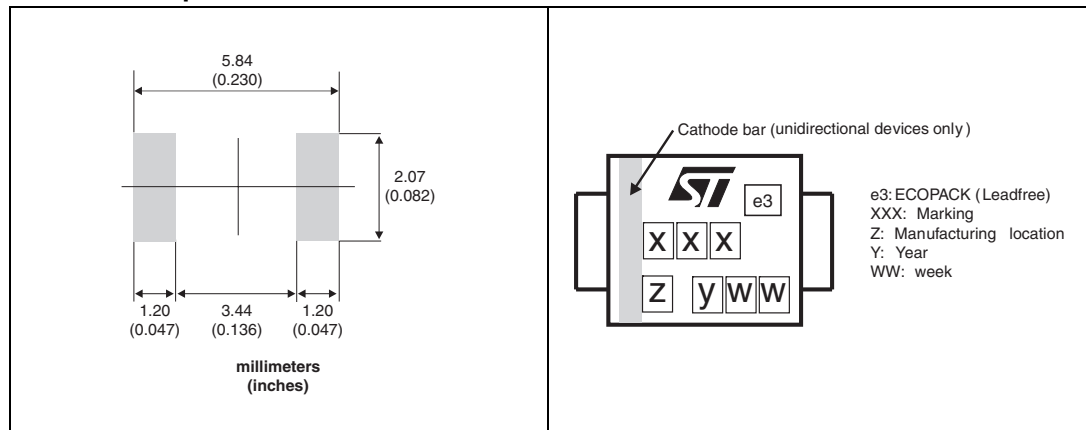 5.84
(0.230)
2.07
(0.082)
1.20
(0.047)
3.44
(0.136)
1.20
(0.047)
millimeters
(inches)
Cathode bar (unidirectional devices only)
ST
e3
x x x
z y w w
e3: ECOPACK (Leadfree)
XXX: Marking
Z: Manufacturing location
Y: Year
WW: week